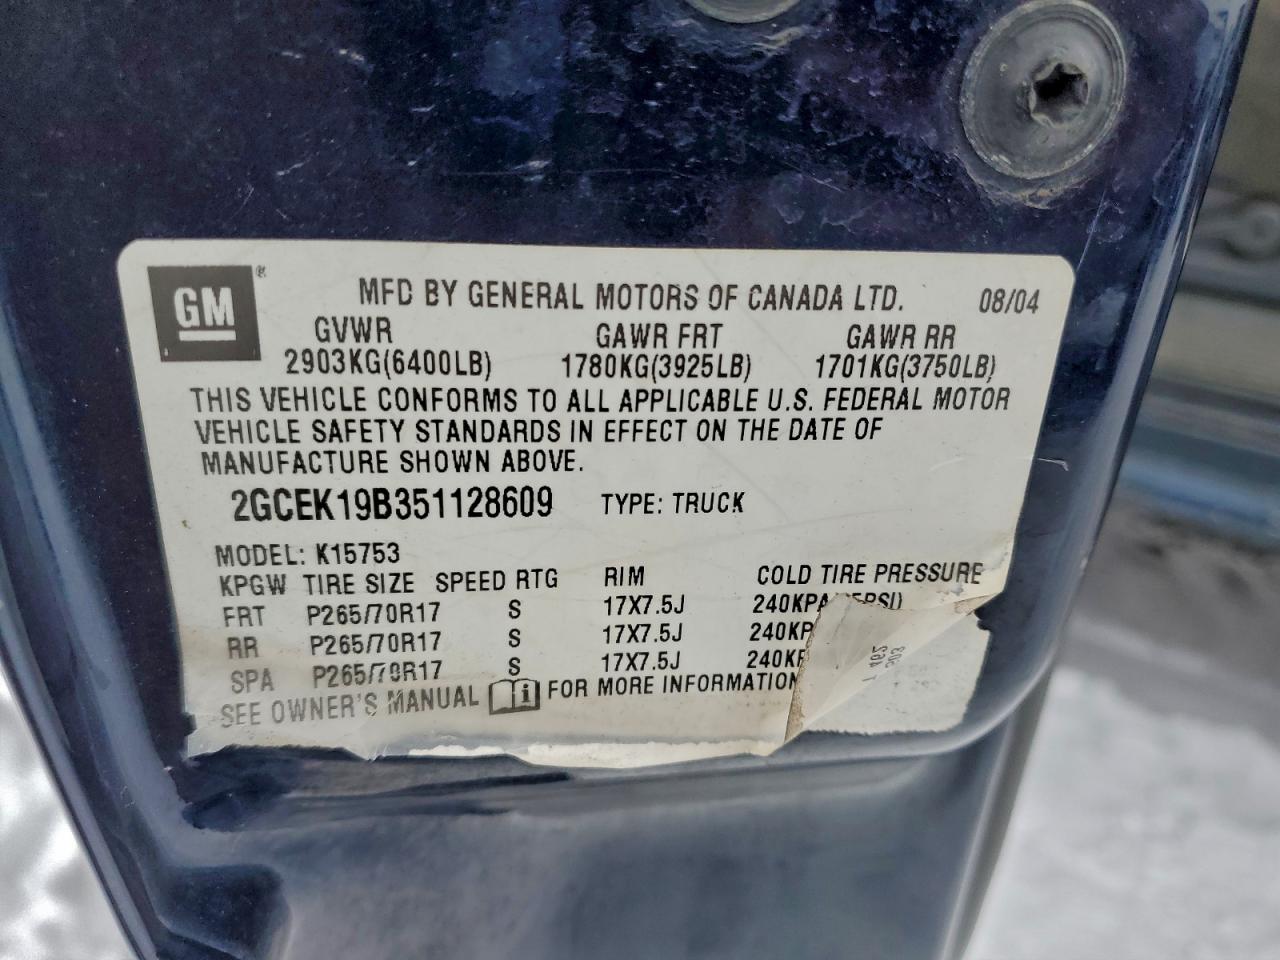 GM ®
MFD BY GENERAL MOTORS OF CANADA LTD. 08/04
GVWR GAWR FRT GAWR RR
2903KG(6400LB) 1780KG(3925LB) 1701KG(3750LB)
THIS VEHICLE CONFORMS TO ALL APPLICABLE U.S. FEDERAL MOTOR
VEHICLE SAFETY STANDARDS IN EFFECT ON THE DATE OF
MANUFACTURE SHOWN ABOVE.
2GCEK19B351128609 TYPE: TRUCK
MODEL: K15753
KPGW TIRE SIZE SPEED RTG RIM COLD TIRE PRESSURE
FRT P265/70R17 S 17X7.5J 240KPA
RR P265/70R17 S 17X7.5J 240KP
SPA P265/70R17 S 17X7.5J 240KP
SEE OWNER'S MANUAL FOR MORE INFORMATION